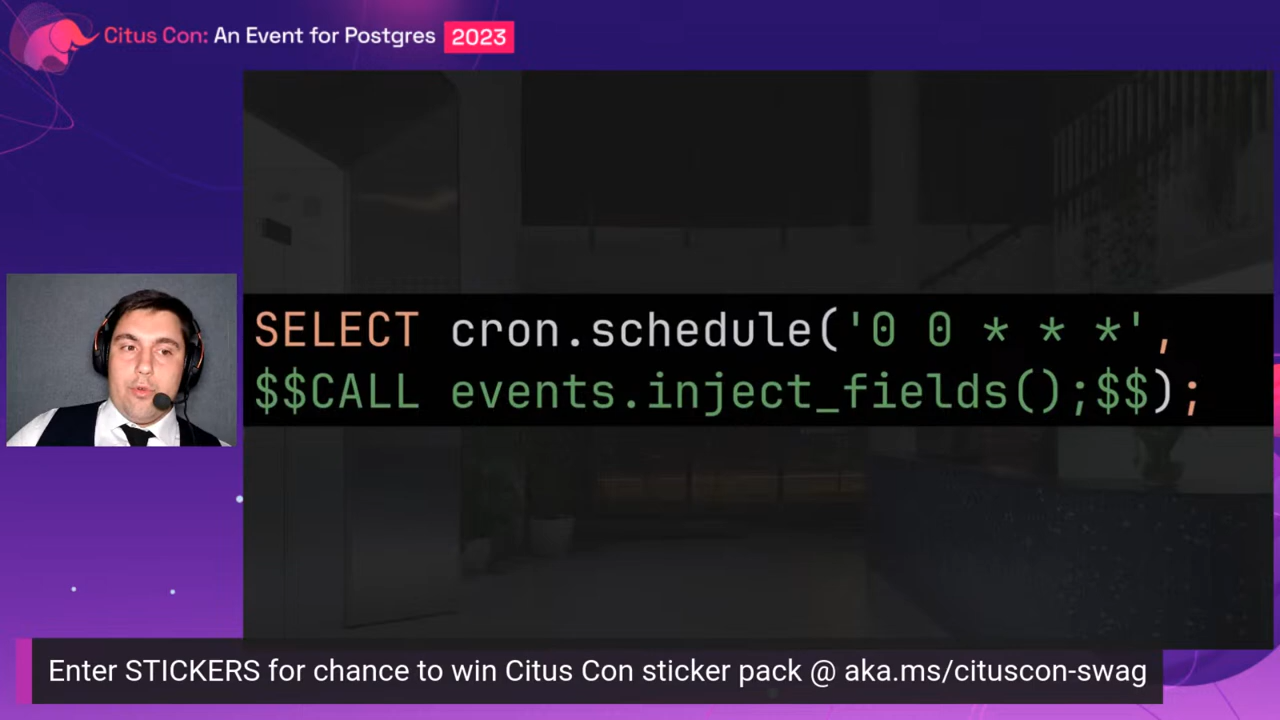 Citus Con: An Event for Postgres 2023
SELECT cron.schedule('0 0 * * *',
$$CALL events.inject_fields();$$);
Enter STICKERS for chance to win Citus Con sticker pack @ aka.ms/cituscon-swag